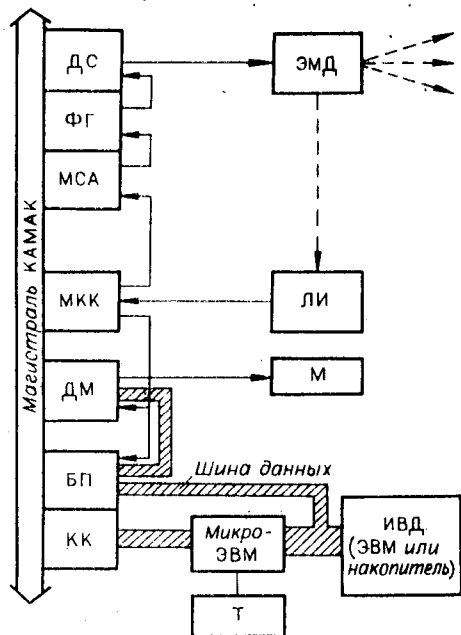 Магистраль КАМАК
ДС
ЭМД
ФГ
МСА
МКК
ЛИ
ДМ
М
БП
Шина данных
КК
Микро-
ЭВМ
ИВД
(ЭВМ или
накопитель)
Т